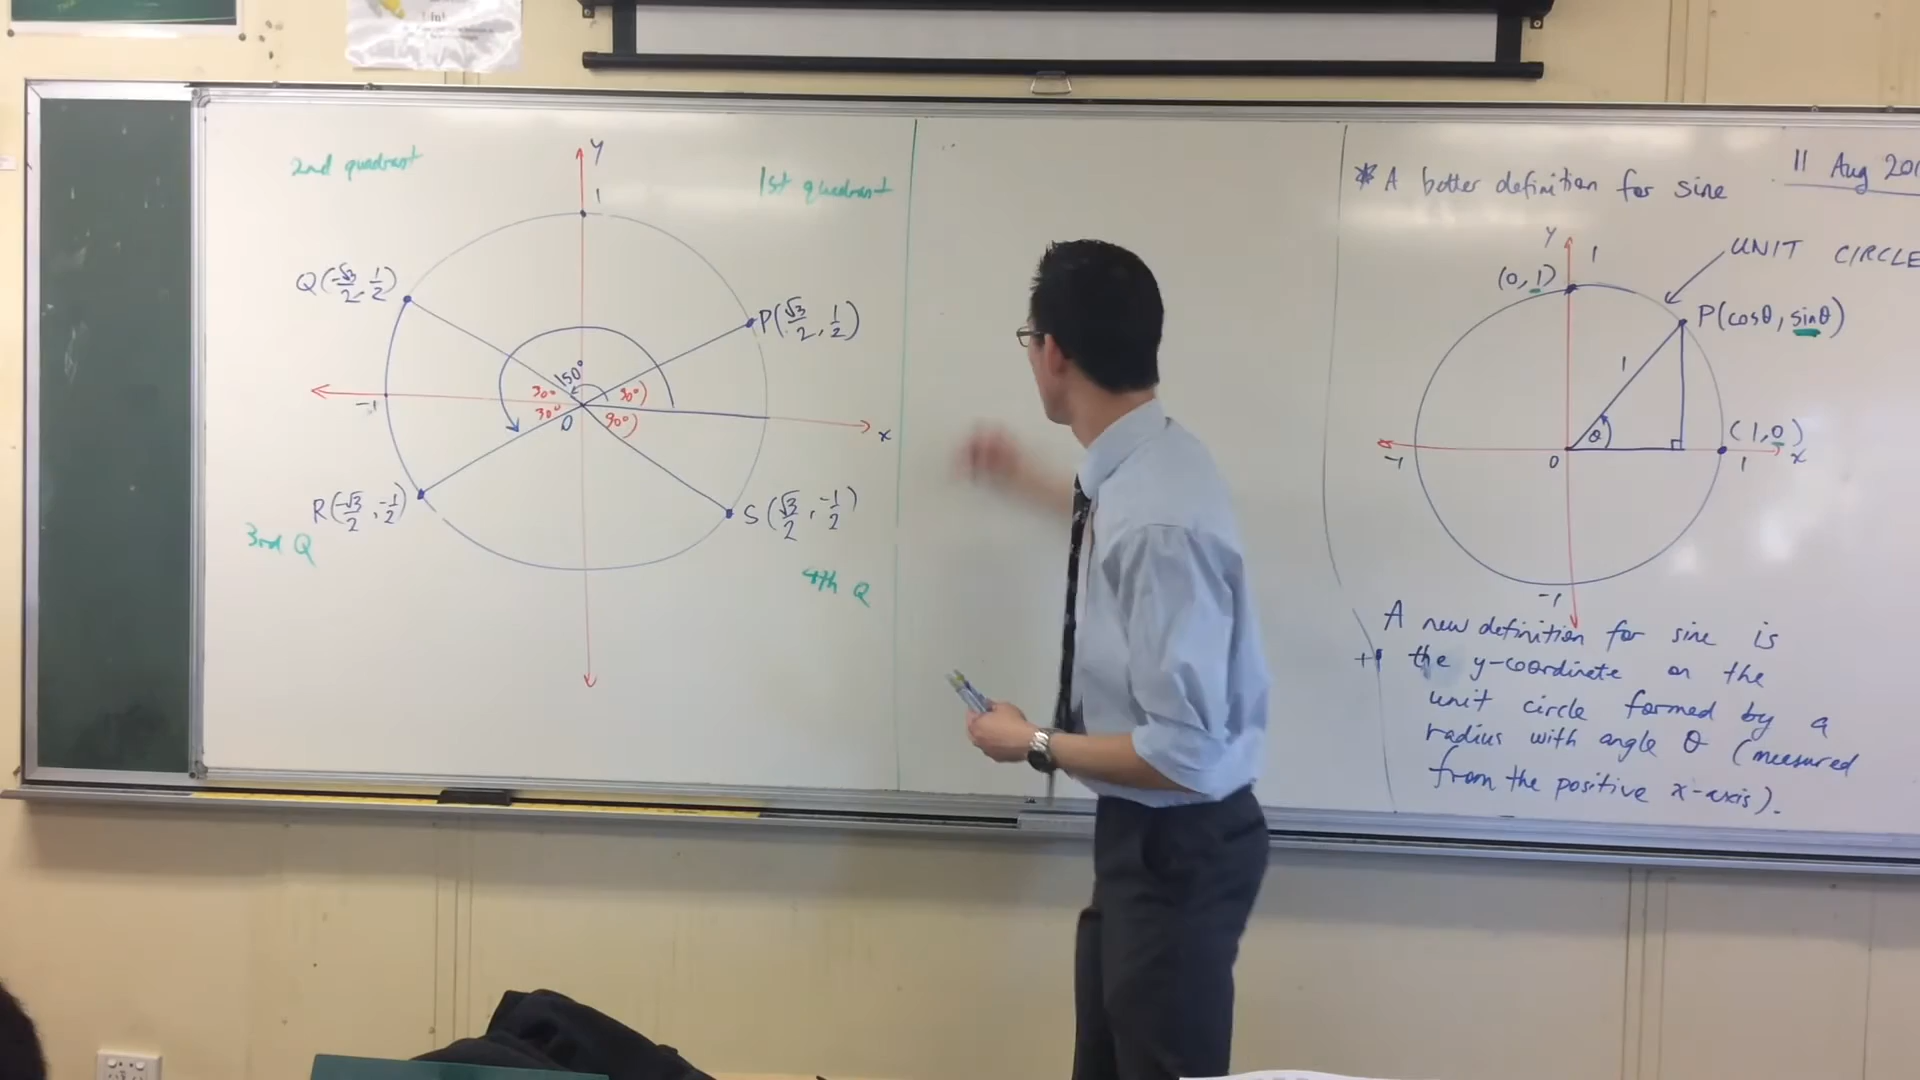 2nd quadrant
1st quadrant
y
1
Q(-√3/2, 1/2)
P(√3/2, 1/2)
150°
30°
30°
30°
30°
-1
O
x
R(-√3/2, -1/2)
S(√3/2, -1/2)
3rd Q
4th Q
11 Aug 201
* A better definition for sine
y
1
UNIT CIRCLE
(0, 1)
P(cosθ, sinθ)
1
θ
(1, 0)
-1
O
1
x
-1
A new definition for sine is
the y-coordinate on the
unit circle formed by a
radius with angle θ (measured
from the positive x-axis).